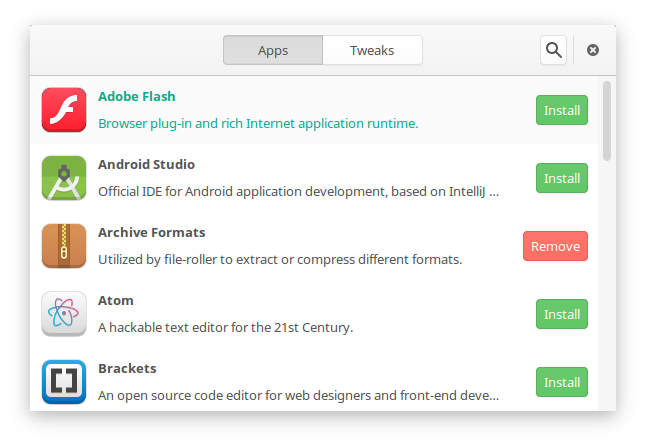 Apps Tweaks
Adobe Flash
Browser plug-in and rich Internet application runtime.
Install
Android Studio
Official IDE for Android application development, based on IntelliJ ...
Install
Archive Formats
Utilized by file-roller to extract or compress different formats.
Remove
Atom
A hackable text editor for the 21st Century.
Install
Brackets
An open source code editor for web designers and front-end deve...
Install